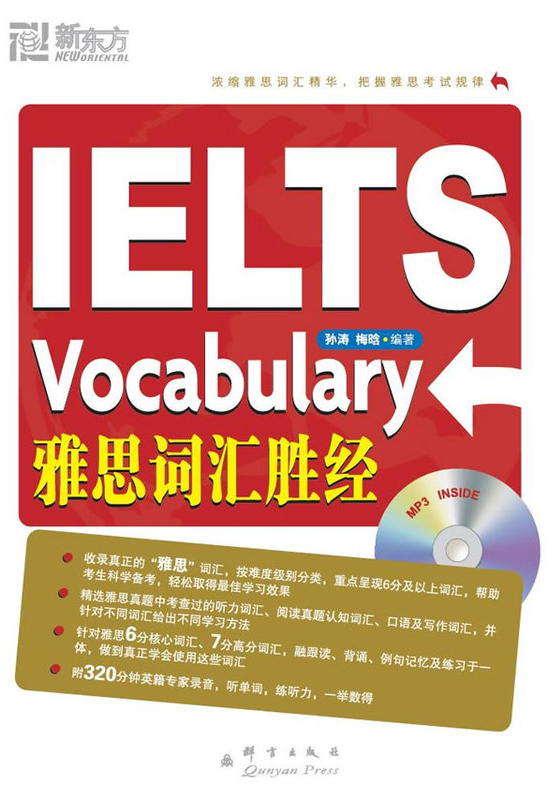 新东方
NEW ORIENTAL
浓缩雅思词汇精华，把握雅思考试规律
IELTS
孙涛 梅晗·编著
Vocabulary
雅思词汇胜经
MP3 INSIDE
收录真正的“雅思”词汇，按难度级别分类，重点呈现6分及以上词汇，帮助
考生科学备考，轻松取得最佳学习效果
精选雅思真题中考查过的听力词汇、阅读真题认知词汇、口语及写作词汇，并
针对不同词汇给出不同学习方法
针对雅思6分核心词汇、7分高分词汇，融跟读、背诵、例句记忆及练习于一
体，做到真正学会使用这些词汇
附320分钟英籍专家录音，听单词，练听力，一举数得
群言出版社
Qunyan Press